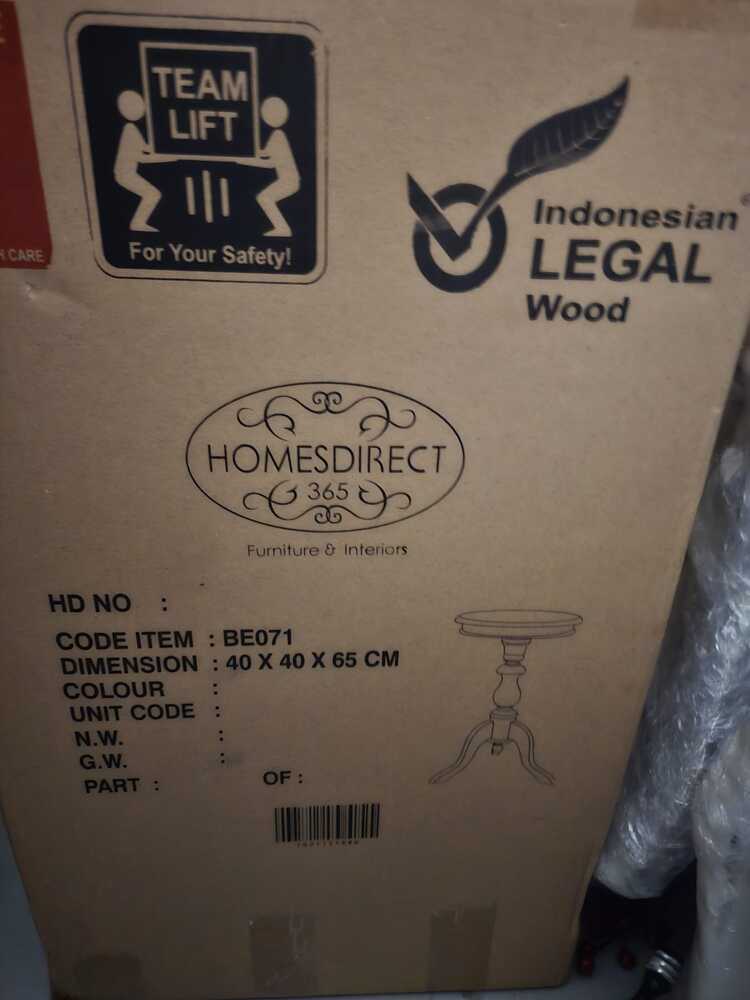 TEAM
LIFT
For Your Safety!
CARE
Indonesian
LEGAL
Wood
HOMESDIRECT
365
Furniture & Interiors
HD NO :
CODE ITEM : BE071
DIMENSION : 40 X 40 X 65 CM
COLOUR :
UNIT CODE :
N.W. :
G.W. :
PART : OF :